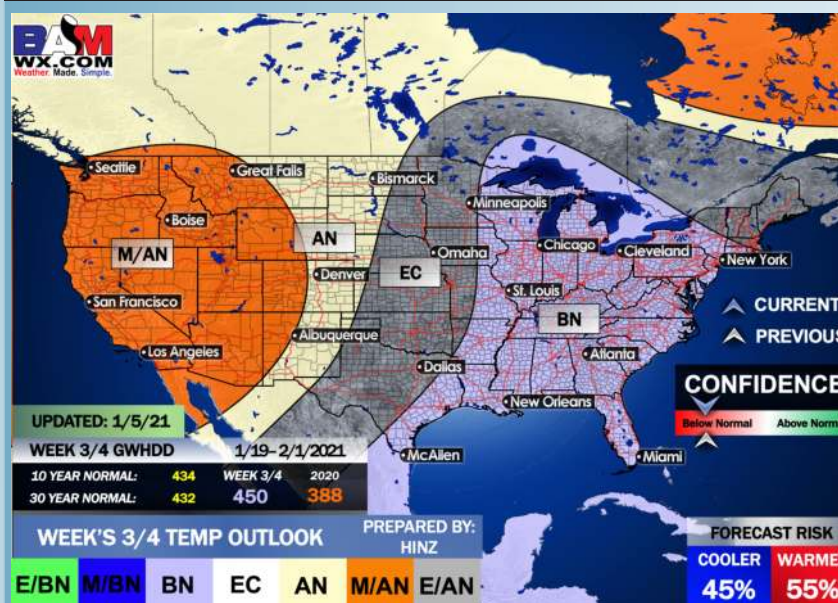 BAM
WX.COM
Weather. Made. Simple.
Seattle
Great Falls
Bismarck
Minneapolis
Boise
M/AN
AN
EC
Omaha
Chicago
Cleveland
New York
Denver
San Francisco
St. Louis
BN
CURRENT
PREVIOUS
Albuquerque
Los Angeles
Dallas
Atlanta
CONFIDENCE
Below Normal Above Norm
New Orleans
McAllen
Miami
UPDATED: 1/5/21
WEEK 3/4 GWHDD 1/19-2/1/2021
10 YEAR NORMAL: 434 WEEK 3/4 2020
30 YEAR NORMAL: 432 450 388
WEEK'S 3/4 TEMP OUTLOOK
PREPARED BY:
HINZ
FORECAST RISK
COOLER WARME
45% 55%
E/BN M/BN BN EC AN M/AN E/AN